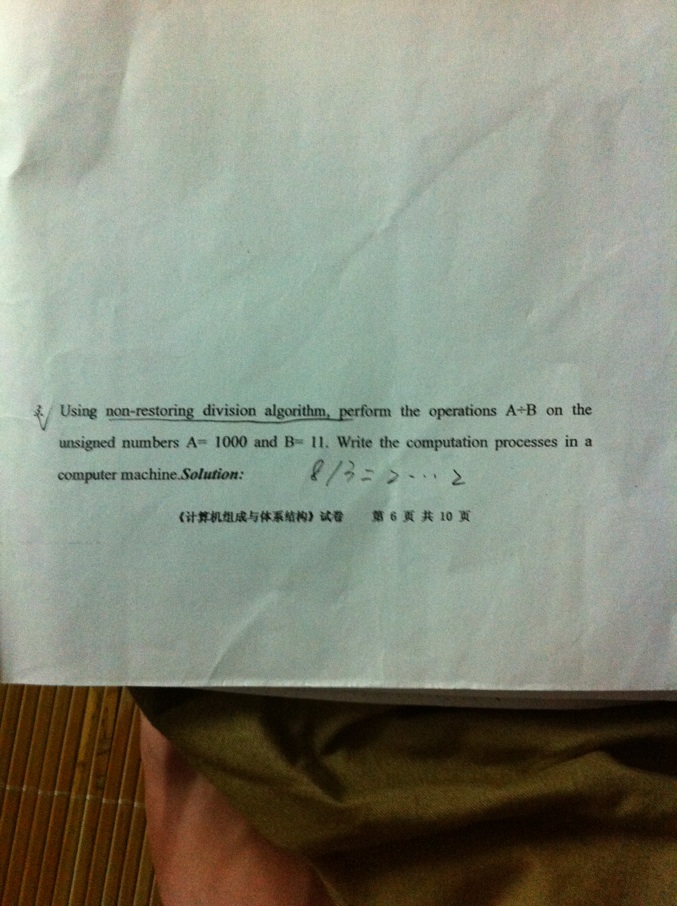 Using non-restoring division algorithm, perform the operations A÷B on the
unsigned numbers A= 1000 and B= 11. Write the computation processes in a
computer machine.Solution: 8/3=2···2
《计算机组成与体系结构》试卷 第 6 页 共 10 页